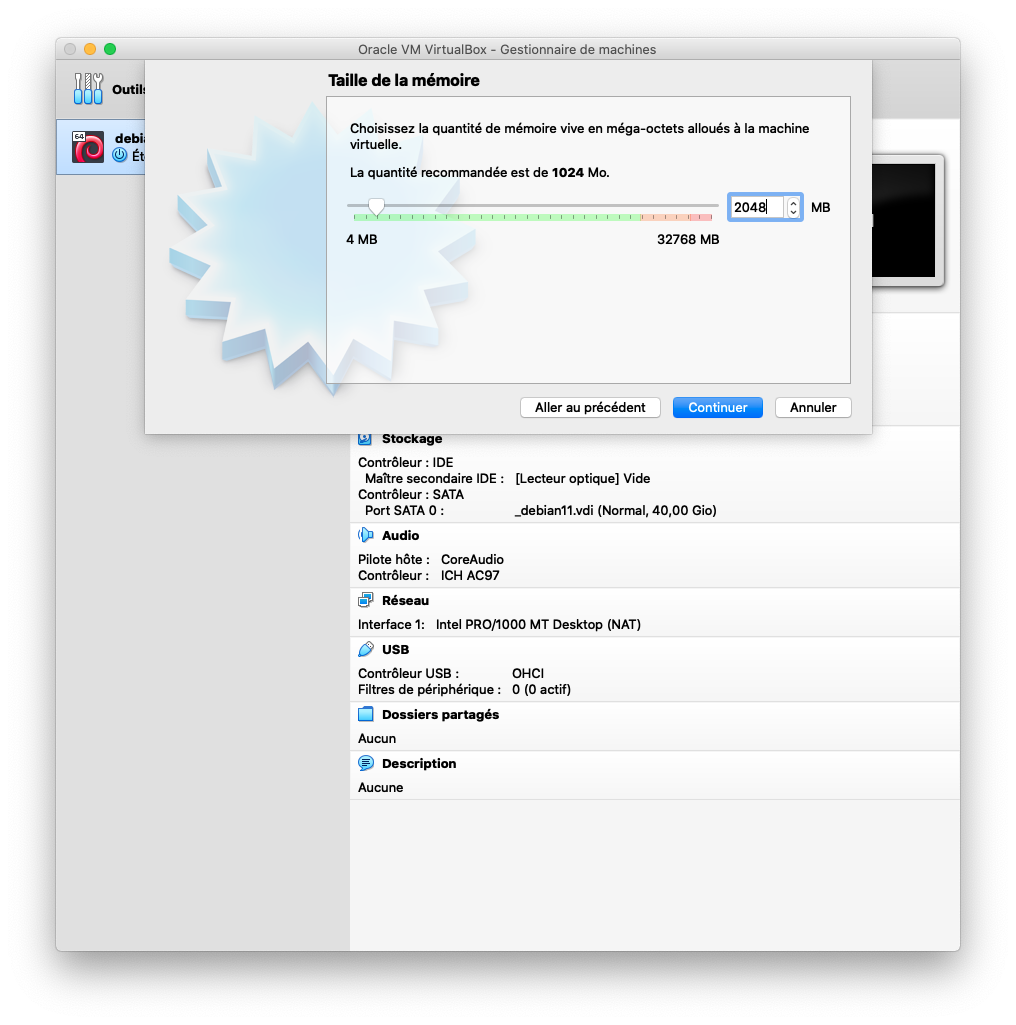 Oracle VM VirtualBox - Gestionnaire de machines
Outils
Taille de la mémoire
Choisissez la quantité de mémoire vive en méga-octets alloués à la machine
virtuelle.
La quantité recommandée est de 1024 Mo.
2048 MB
4 MB 32768 MB
64
Aller au précédent Continuer Annuler
Stockage
Contrôleur : IDE
Maître secondaire IDE : [Lecteur optique] Vide
Contrôleur : SATA
Port SATA 0 : _debian11.vdi (Normal, 40,00 Gio)
Audio
Pilote hôte : CoreAudio
Contrôleur : ICH AC97
Réseau
Interface 1: Intel PRO/1000 MT Desktop (NAT)
USB
Contrôleur USB : OHCI
Filtres de périphérique : 0 (0 actif)
Dossiers partagés
Aucun
Description
Aucune